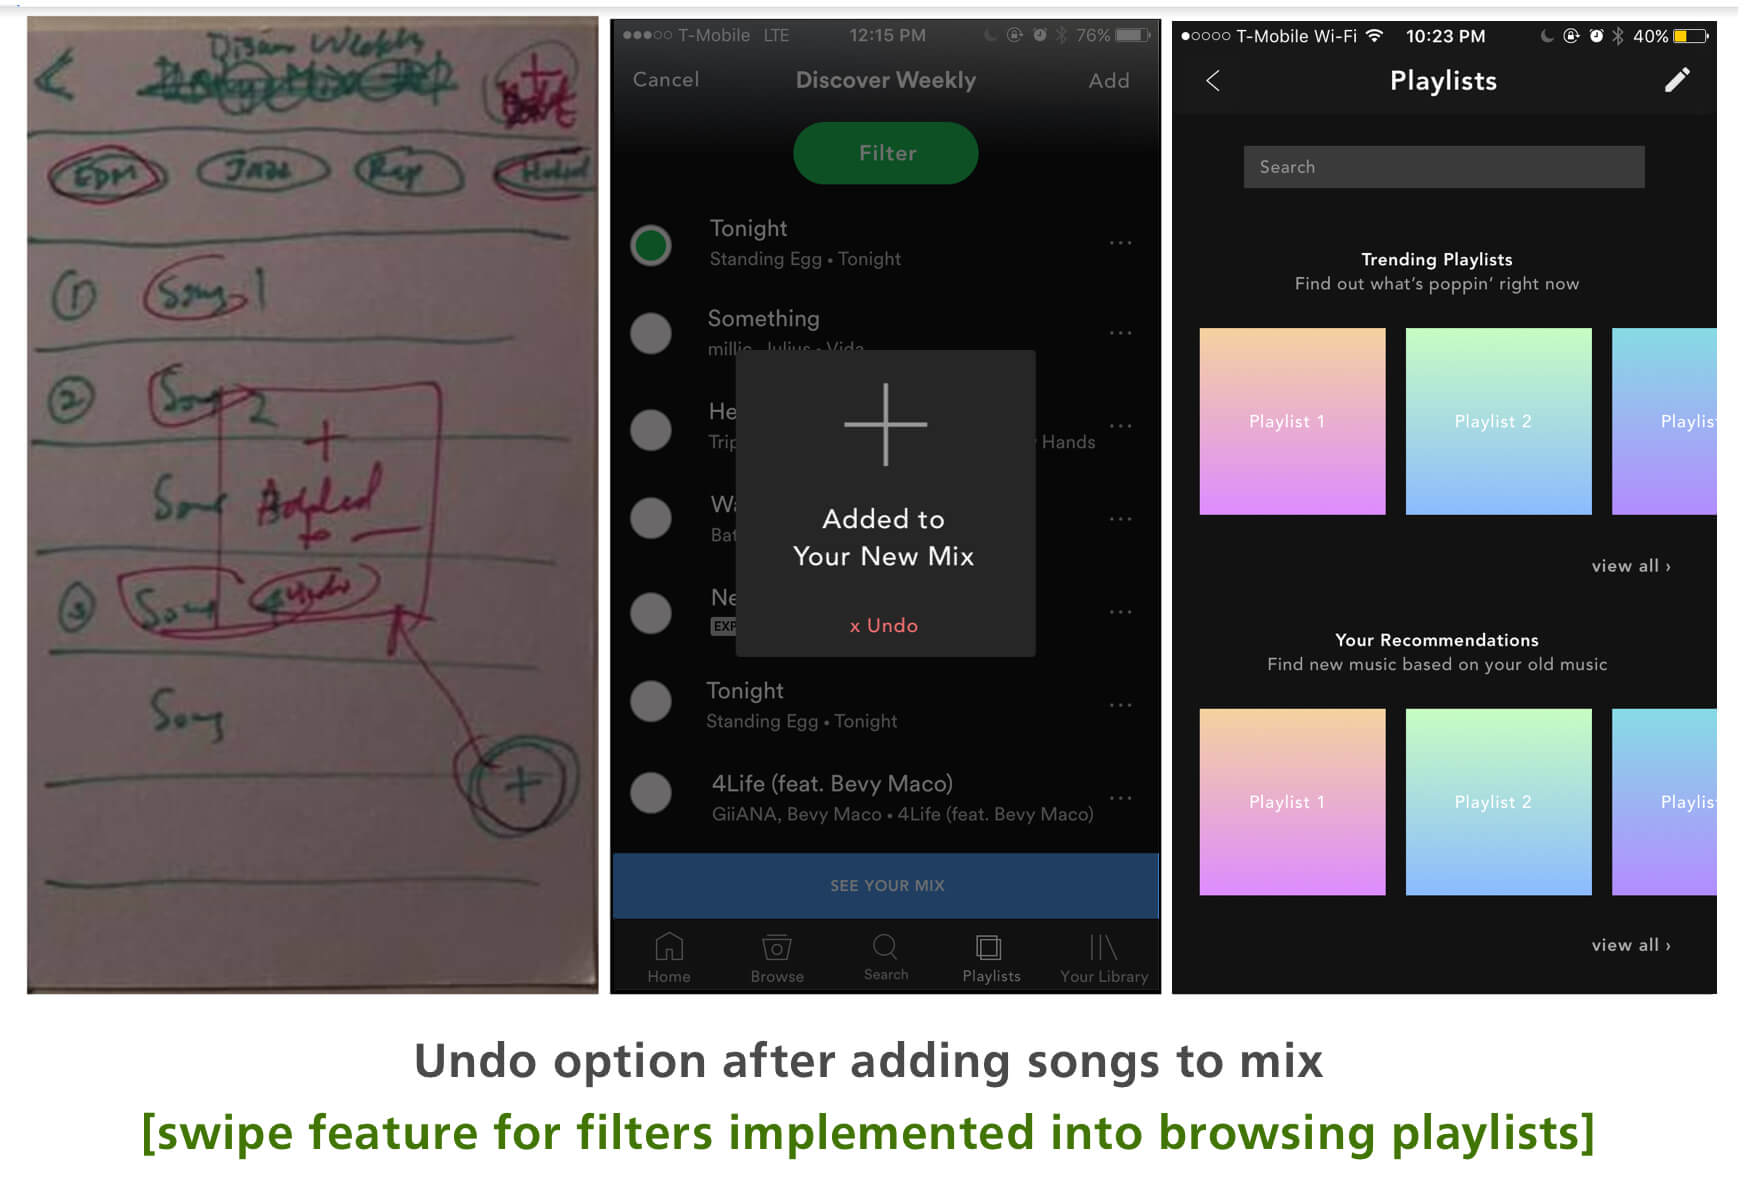 Discover Weekly
EDM
Jazz
Rap
1
Song 1
2
Song 2
+
Song
Added
to
3
Song
Undo
Song
+
T-Mobile LTE 12:15 PM 76%
Cancel Discover Weekly Add
Filter
Tonight
Standing Egg • Tonight
Something
millic, Julius • Vida
He
Trip Hands
Wa
Bat
Ne
EXP
Added to
Your New Mix
x Undo
Tonight
Standing Egg • Tonight
4Life (feat. Bevy Maco)
GiiANA, Bevy Maco • 4Life (feat. Bevy Maco)
SEE YOUR MIX
Home Browse Search Playlists Your Library
T-Mobile Wi-Fi 10:23 PM 40%
Playlists
Search
Trending Playlists
Find out what's poppin' right now
Playlist 1 Playlist 2 Playlis
view all ›
Your Recommendations
Find new music based on your old music
Playlist 1 Playlist 2 Playlis
view all ›
Undo option after adding songs to mix
[swipe feature for filters implemented into browsing playlists]